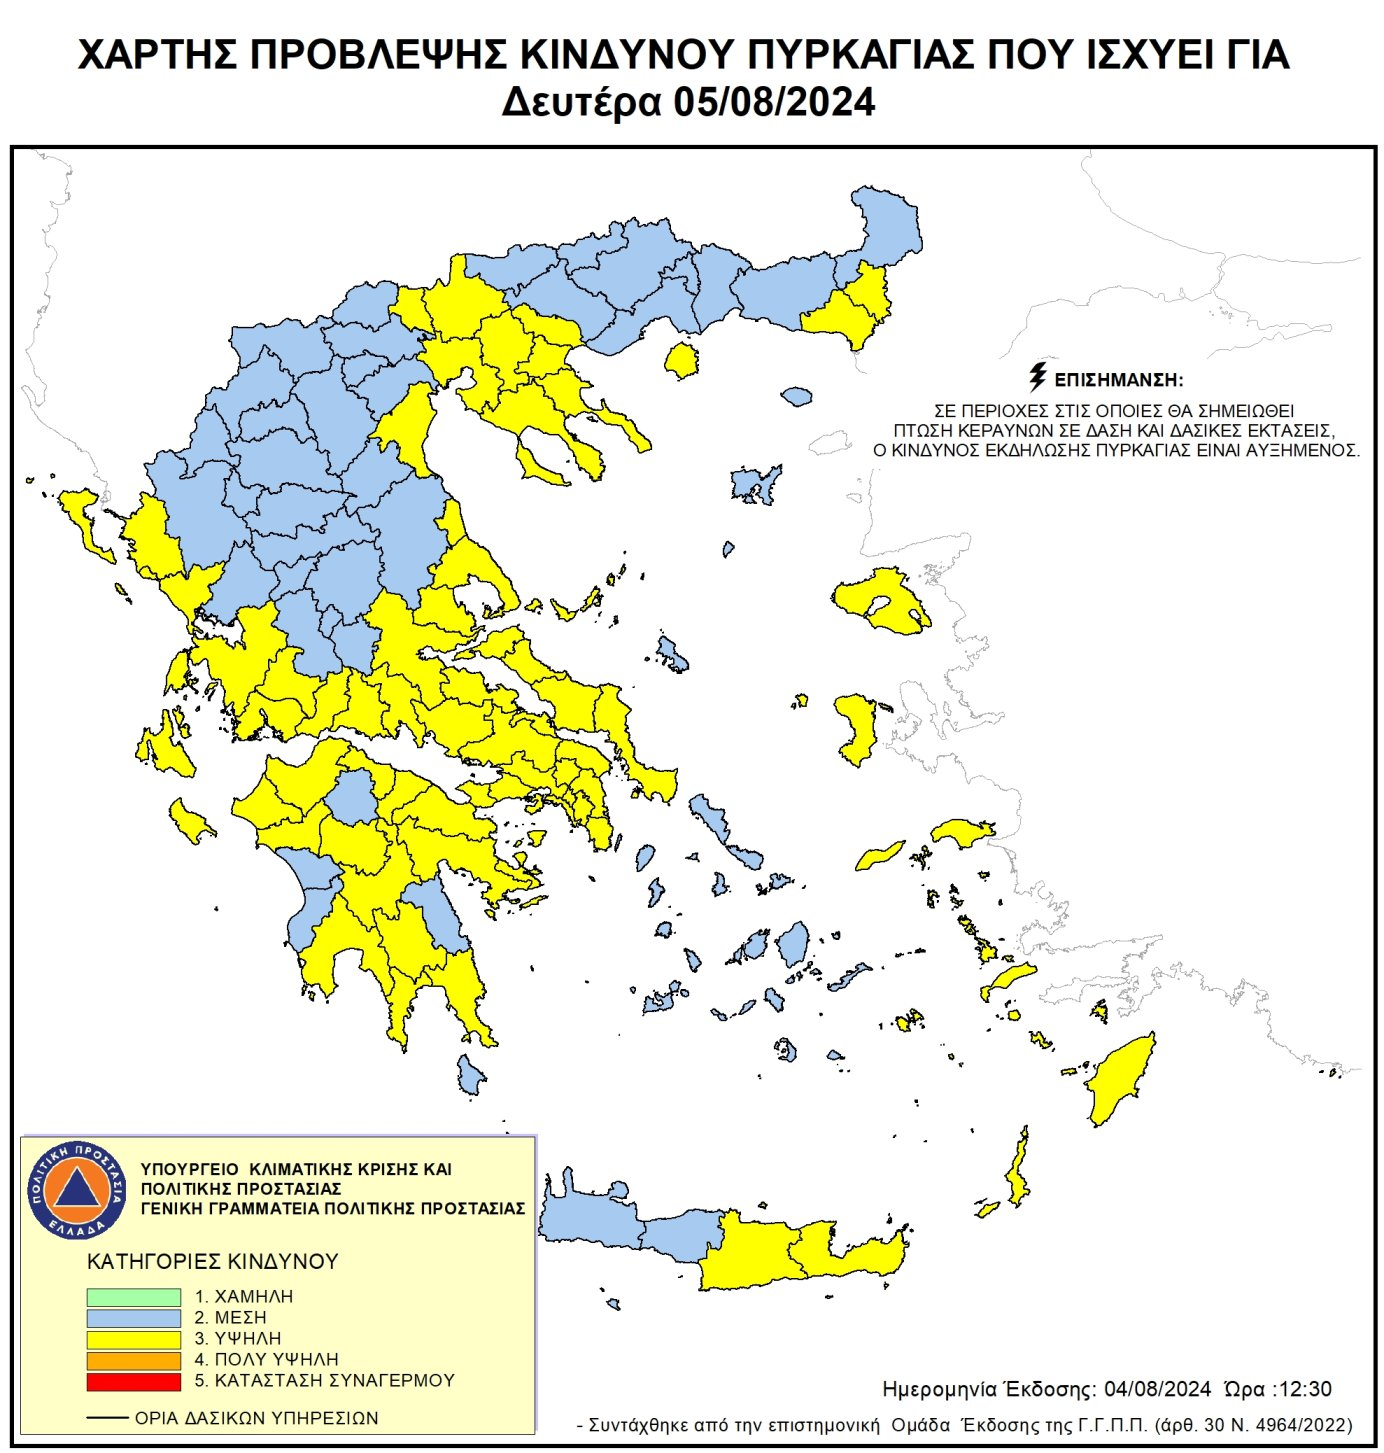 ΧΑΡΤΗΣ ΠΡΟΒΛΕΨΗΣ ΚΙΝΔΥΝΟΥ ΠΥΡΚΑΓΙΑΣ ΠΟΥ ΙΣΧΥΕΙ ΓΙΑ
Δευτέρα 05/08/2024
ΕΠΙΣΗΜΑΝΣΗ:
ΣΕ ΠΕΡΙΟΧΕΣ ΣΤΙΣ ΟΠΟΙΕΣ ΘΑ ΣΗΜΕΙΩΘΕΙ
ΠΤΩΣΗ ΚΕΡΑΥΝΩΝ ΣΕ ΔΑΣΗ ΚΑΙ ΔΑΣΙΚΕΣ ΕΚΤΑΣΕΙΣ,
Ο ΚΙΝΔΥΝΟΣ ΕΚΔΗΛΩΣΗΣ ΠΥΡΚΑΓΙΑΣ ΕΙΝΑΙ ΑΥΞΗΜΕΝΟΣ.
ΠΟΛΙΤΙΚΗ ΠΡΟΣΤΑΣΙΑ
ΕΛΛΑΔΑ
ΥΠΟΥΡΓΕΙΟ ΚΛΙΜΑΤΙΚΗΣ ΚΡΙΣΗΣ ΚΑΙ
ΠΟΛΙΤΙΚΗΣ ΠΡΟΣΤΑΣΙΑΣ
ΓΕΝΙΚΗ ΓΡΑΜΜΑΤΕΙΑ ΠΟΛΙΤΙΚΗΣ ΠΡΟΣΤΑΣΙΑΣ
ΚΑΤΗΓΟΡΙΕΣ ΚΙΝΔΥΝΟΥ
1. ΧΑΜΗΛΗ
2. ΜΕΣΗ
3. ΥΨΗΛΗ
4. ΠΟΛΥ ΥΨΗΛΗ
5. ΚΑΤΑΣΤΑΣΗ ΣΥΝΑΓΕΡΜΟΥ
ΟΡΙΑ ΔΑΣΙΚΩΝ ΥΠΗΡΕΣΙΩΝ
Ημερομηνία Έκδοσης: 04/08/2024 Ώρα :12:30
- Συντάχθηκε από την επιστημονική Ομάδα Έκδοσης της Γ.Γ.Π.Π. (άρθ. 30 Ν. 4964/2022)